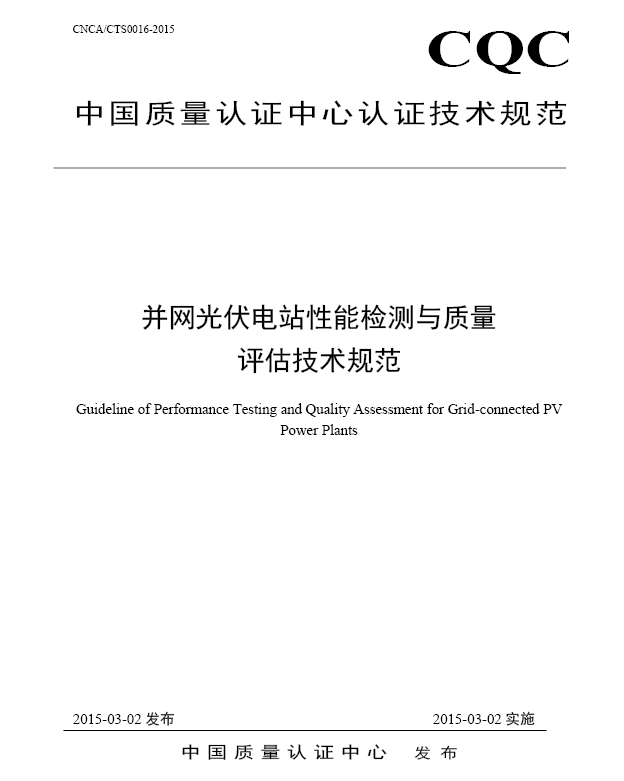 CNCA/CTS0016-2015
CQC
中国质量认证中心认证技术规范
并网光伏电站性能检测与质量
评估技术规范
Guideline of Performance Testing and Quality Assessment for Grid-connected PV
Power Plants
2015-03-02 发布 2015-03-02 实施
中国质量认证中心 发布